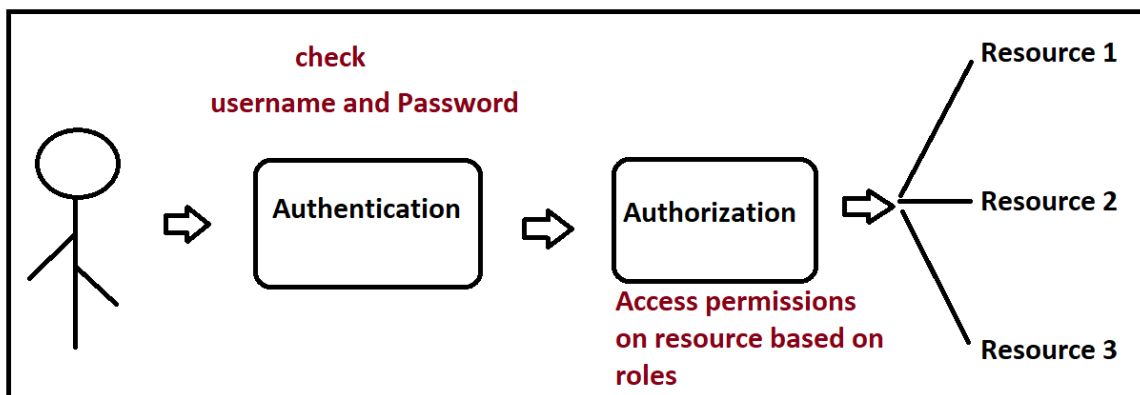 check
username and Password
Authentication
Authorization
Access permissions
on resource based on
roles
Resource 1
Resource 2
Resource 3